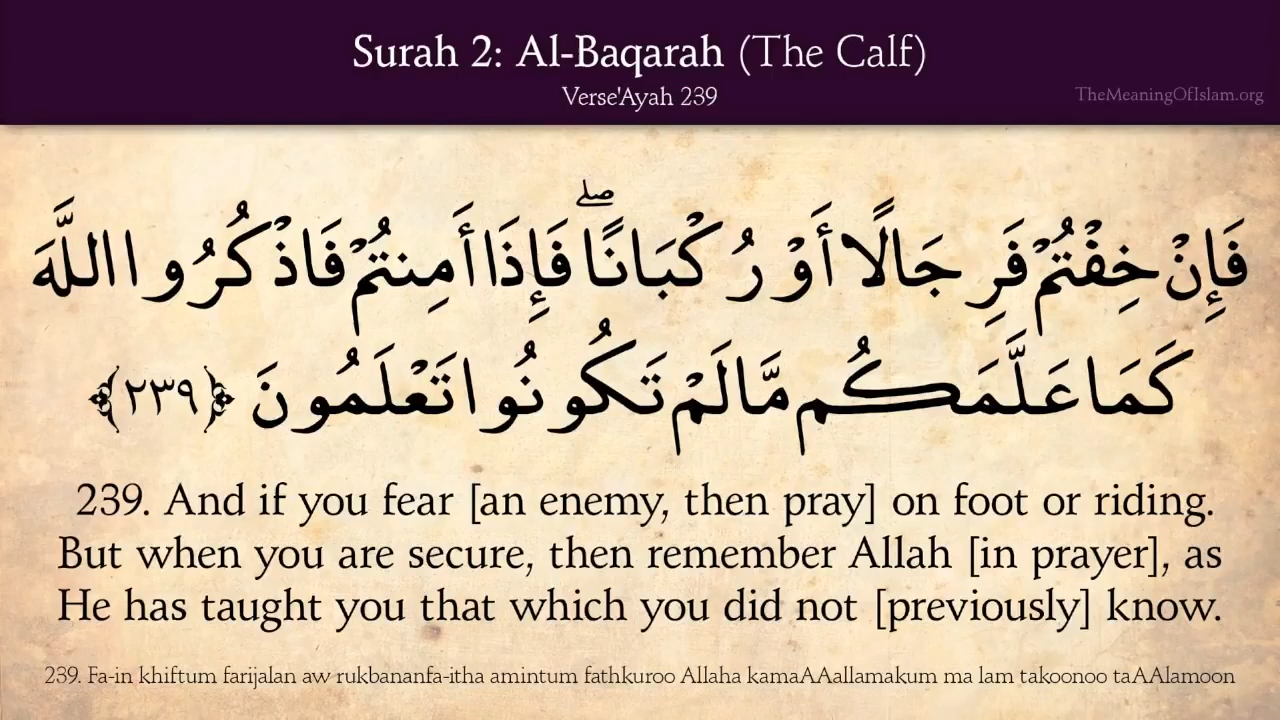 Surah 2: Al-Baqarah (The Calf)
Verse'Ayah 239
TheMeaningOfIslam.org
فَإِنْ خِفْتُمْ فَرِجَالًا أَوْ رُكْبَانًا ۖ فَإِذَا أَمِنتُمْ فَاذْكُرُوا اللَّهَ
كَمَا عَلَّمَكُم مَّا لَمْ تَكُونُوا تَعْلَمُونَ ﴿٢٣٩﴾
239. And if you fear [an enemy, then pray] on foot or riding.
But when you are secure, then remember Allah [in prayer], as
He has taught you that which you did not [previously] know.
239. Fa-in khiftum farijalan aw rukbananfa-itha amintum fathkuroo Allaha kamaAAallamakum ma lam takoonoo taAAlamoon